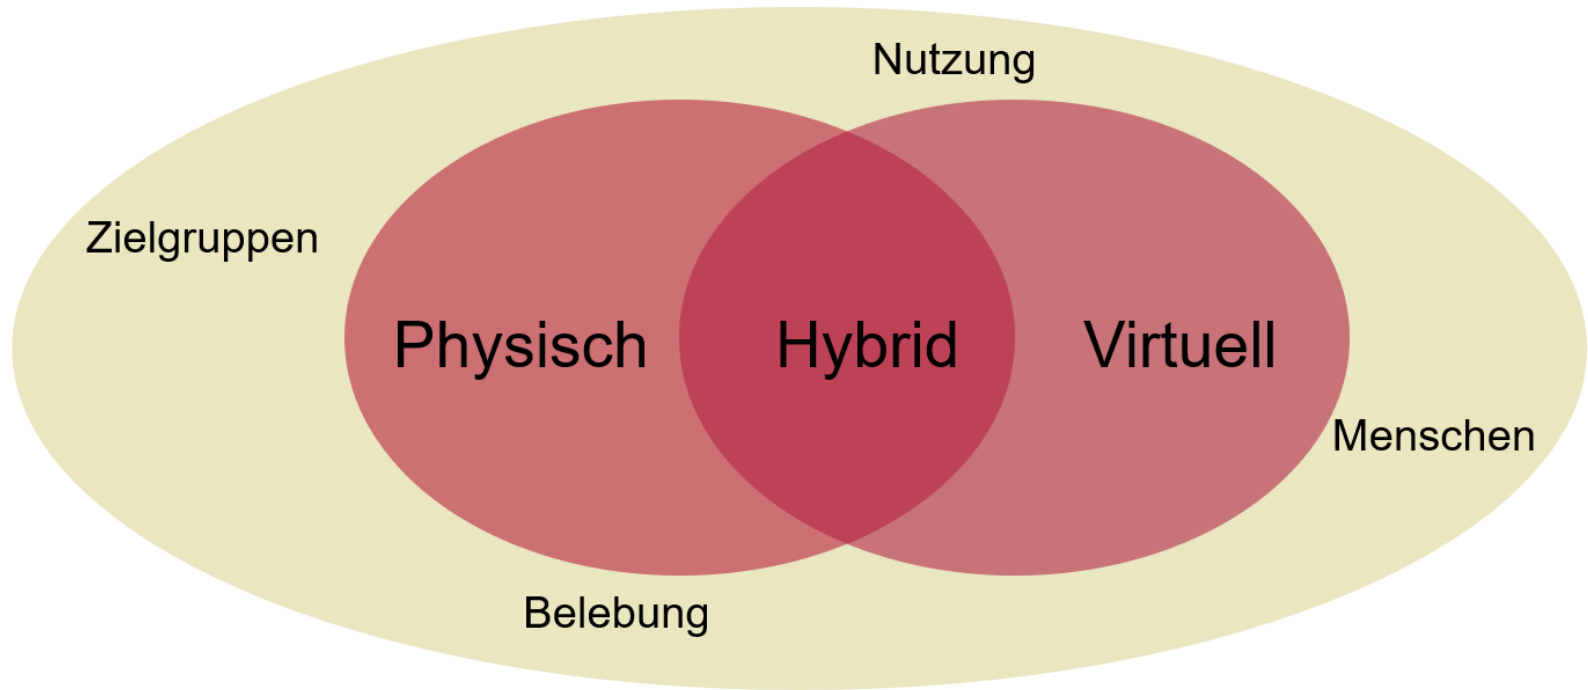 Nutzung
Zielgruppen
Physisch
Hybrid
Virtuell
Menschen
Belebung